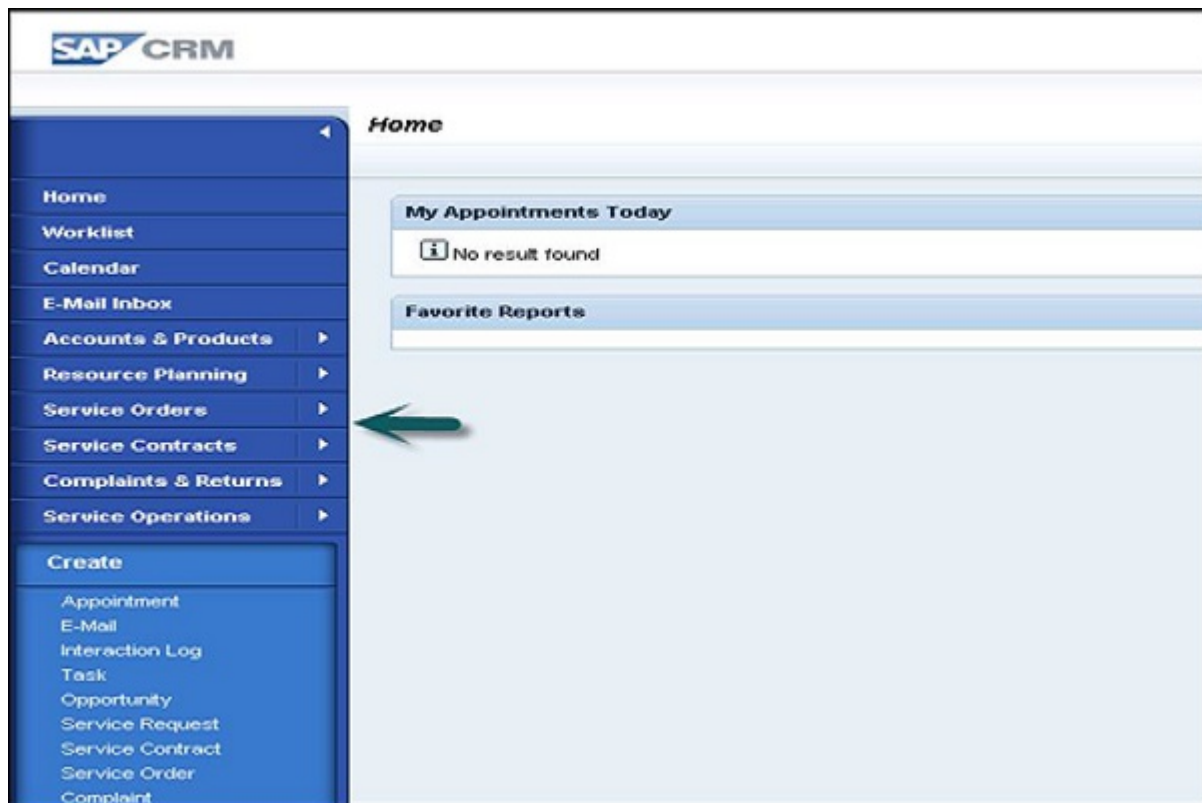 SAP CRM
Home
Home
Worklist
Calendar
E-Mail Inbox
Accounts & Products
Resource Planning
Service Orders
Service Contracts
Complaints & Returns
Service Operations
Create
Appointment
E-Mail
Interaction Log
Task
Opportunity
Service Request
Service Contract
Service Order
Complaint
My Appointments Today
No result found
Favorite Reports